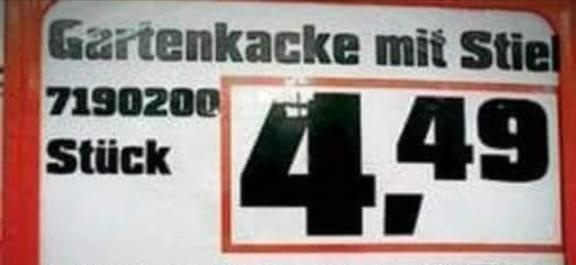 Gartenkacke mit Stiel
7190200
Stück
4,49